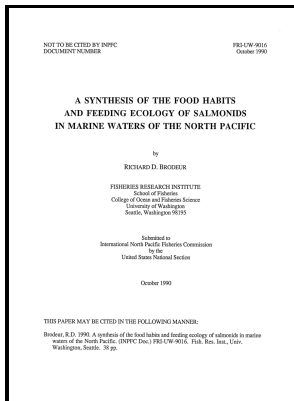 NOT TO BE CITED BY INPFC
DOCUMENT NUMBER
FRI-UW-9016
October 1990
A SYNTHESIS OF THE FOOD HABITS
AND FEEDING ECOLOGY OF SALMONIDS
IN MARINE WATERS OF THE NORTH PACIFIC
by
RICHARD D. BRODEUR
FISHERIES RESEARCH INSTITUTE
School of Fisheries
College of Ocean and Fisheries Science
University of Washington
Seattle, Washington 98195
Submitted to
International North Pacific Fisheries Commission
by the
United States National Section
October 1990
THIS PAPER MAY BE CITED IN THE FOLLOWING MANNER:
Brodeur, R.D. 1990. A synthesis of the food habits and feeding ecology of salmonids in marine
waters of the North Pacific. (INPFC Doc.) FRI-UW-9016. Fish. Res. Inst., Univ.
Washington, Seattle. 38 pp.